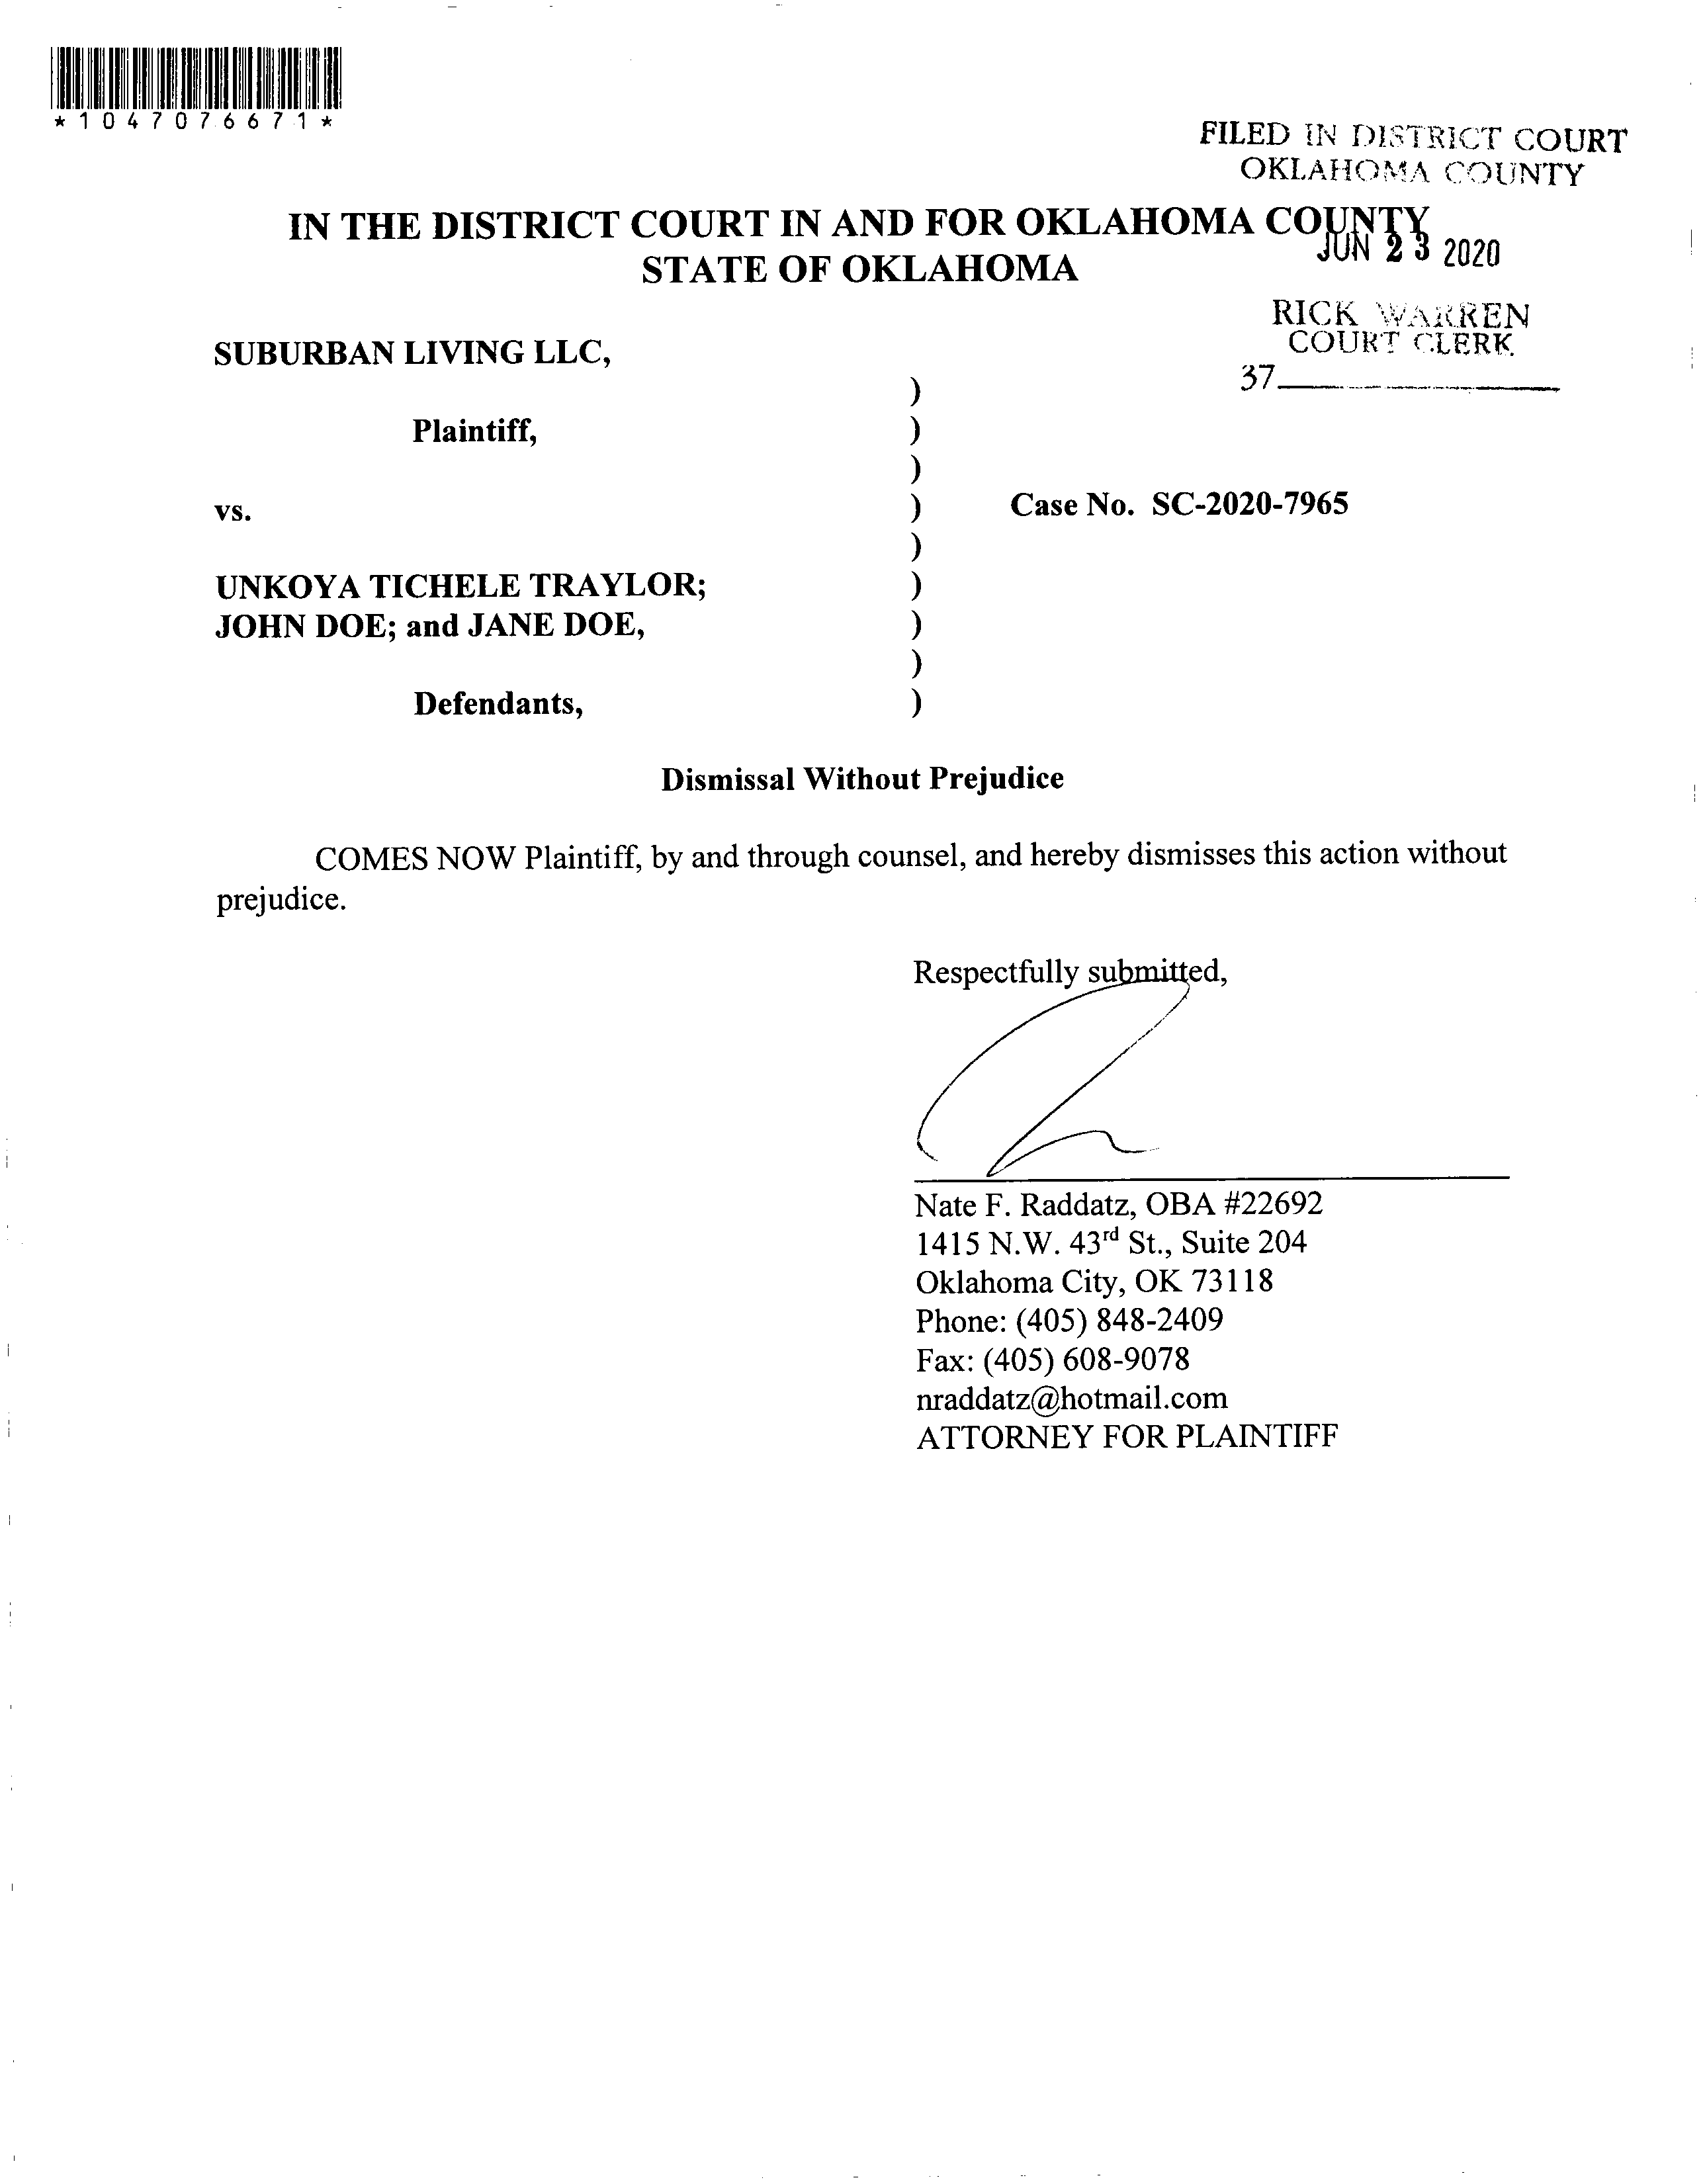 *1047076671*
FILED IN DISTRICT COURT
OKLAHOMA COUNTY
IN THE DISTRICT COURT IN AND FOR OKLAHOMA COUNTY
JUN 23 2020
STATE OF OKLAHOMA
RICK WARREN
COURT CLERK
37
SUBURBAN LIVING LLC,
)
Plaintiff, )
)
vs. ) Case No. SC-2020-7965
)
UNKOYA TICHELE TRAYLOR; )
JOHN DOE; and JANE DOE, )
)
Defendants, )
Dismissal Without Prejudice
COMES NOW Plaintiff, by and through counsel, and hereby dismisses this action without
prejudice.
Respectfully submitted,
Nate F. Raddatz, OBA #22692
1415 N.W. 43rd St., Suite 204
Oklahoma City, OK 73118
Phone: (405) 848-2409
Fax: (405) 608-9078
nraddatz@hotmail.com
ATTORNEY FOR PLAINTIFF